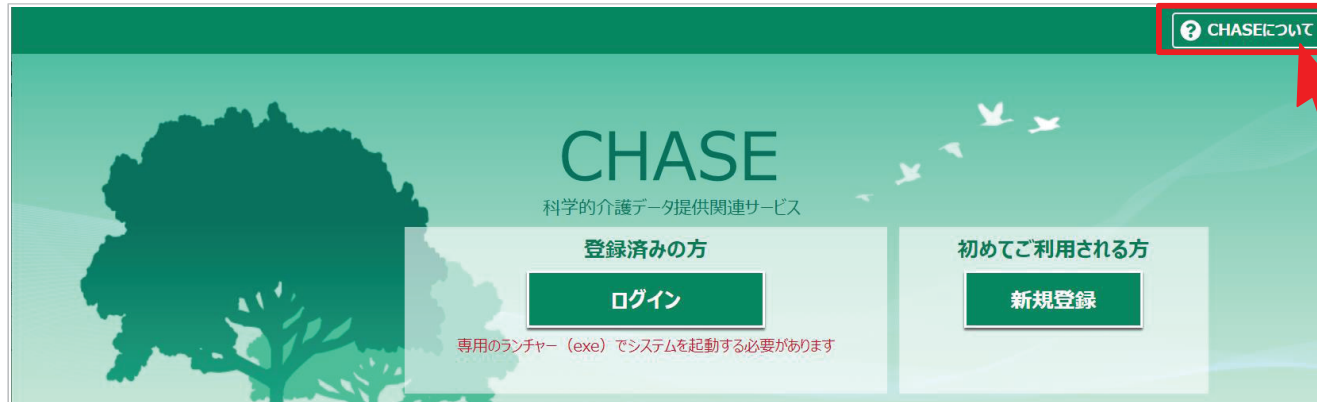 ? CHASEについて
CHASE
科学的介護データ提供関連サービス
登録済みの方
ログイン
専用のランチャー（exe）でシステムを起動する必要があります
初めてご利用される方
新規登録